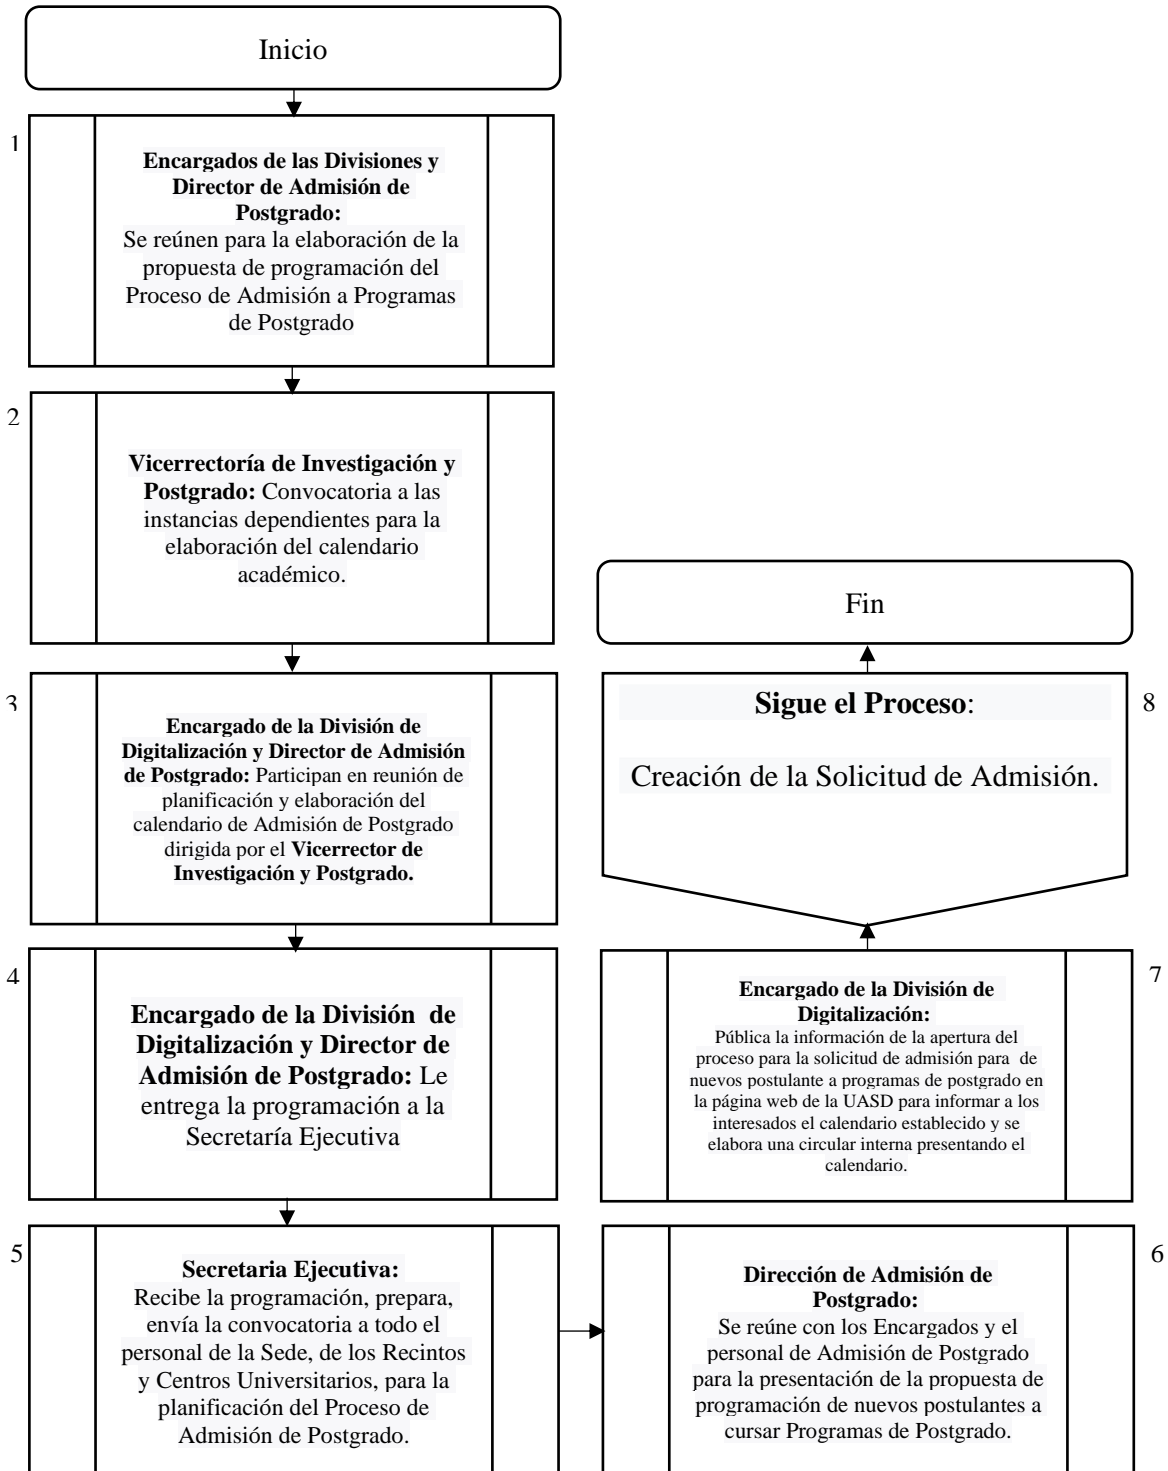 Inicio
1
Encargados de las Divisiones y
Director de Admisión de
Postgrado:
Se reúnen para la elaboración de la
propuesta de programación del
Proceso de Admisión a Programas
de Postgrado
2
Vicerrectoría de Investigación y
Postgrado: Convocatoria a las
instancias dependientes para la
elaboración del calendario
académico.
3
Encargado de la División de
Digitalización y Director de Admisión
de Postgrado: Participan en reunión de
planificación y elaboración del
calendario de Admisión de Postgrado
dirigida por el Vicerrector de
Investigación y Postgrado.
4
Encargado de la División de
Digitalización y Director de
Admisión de Postgrado: Le
entrega la programación a la
Secretaría Ejecutiva
5
Secretaria Ejecutiva:
Recibe la programación, prepara,
envía la convocatoria a todo el
personal de la Sede, de los Recintos
y Centros Universitarios, para la
planificación del Proceso de
Admisión de Postgrado.
6
Dirección de Admisión de
Postgrado:
Se reúne con los Encargados y el
personal de Admisión de Postgrado
para la presentación de la propuesta de
programación de nuevos postulantes a
cursar Programas de Postgrado.
7
Encargado de la División de
Digitalización:
Pública la información de la apertura del
proceso para la solicitud de admisión para de
nuevos postulante a programas de postgrado en
la página web de la UASD para informar a los
interesados el calendario establecido y se
elabora una circular interna presentando el
calendario.
8
Sigue el Proceso:
Creación de la Solicitud de Admisión.
Fin